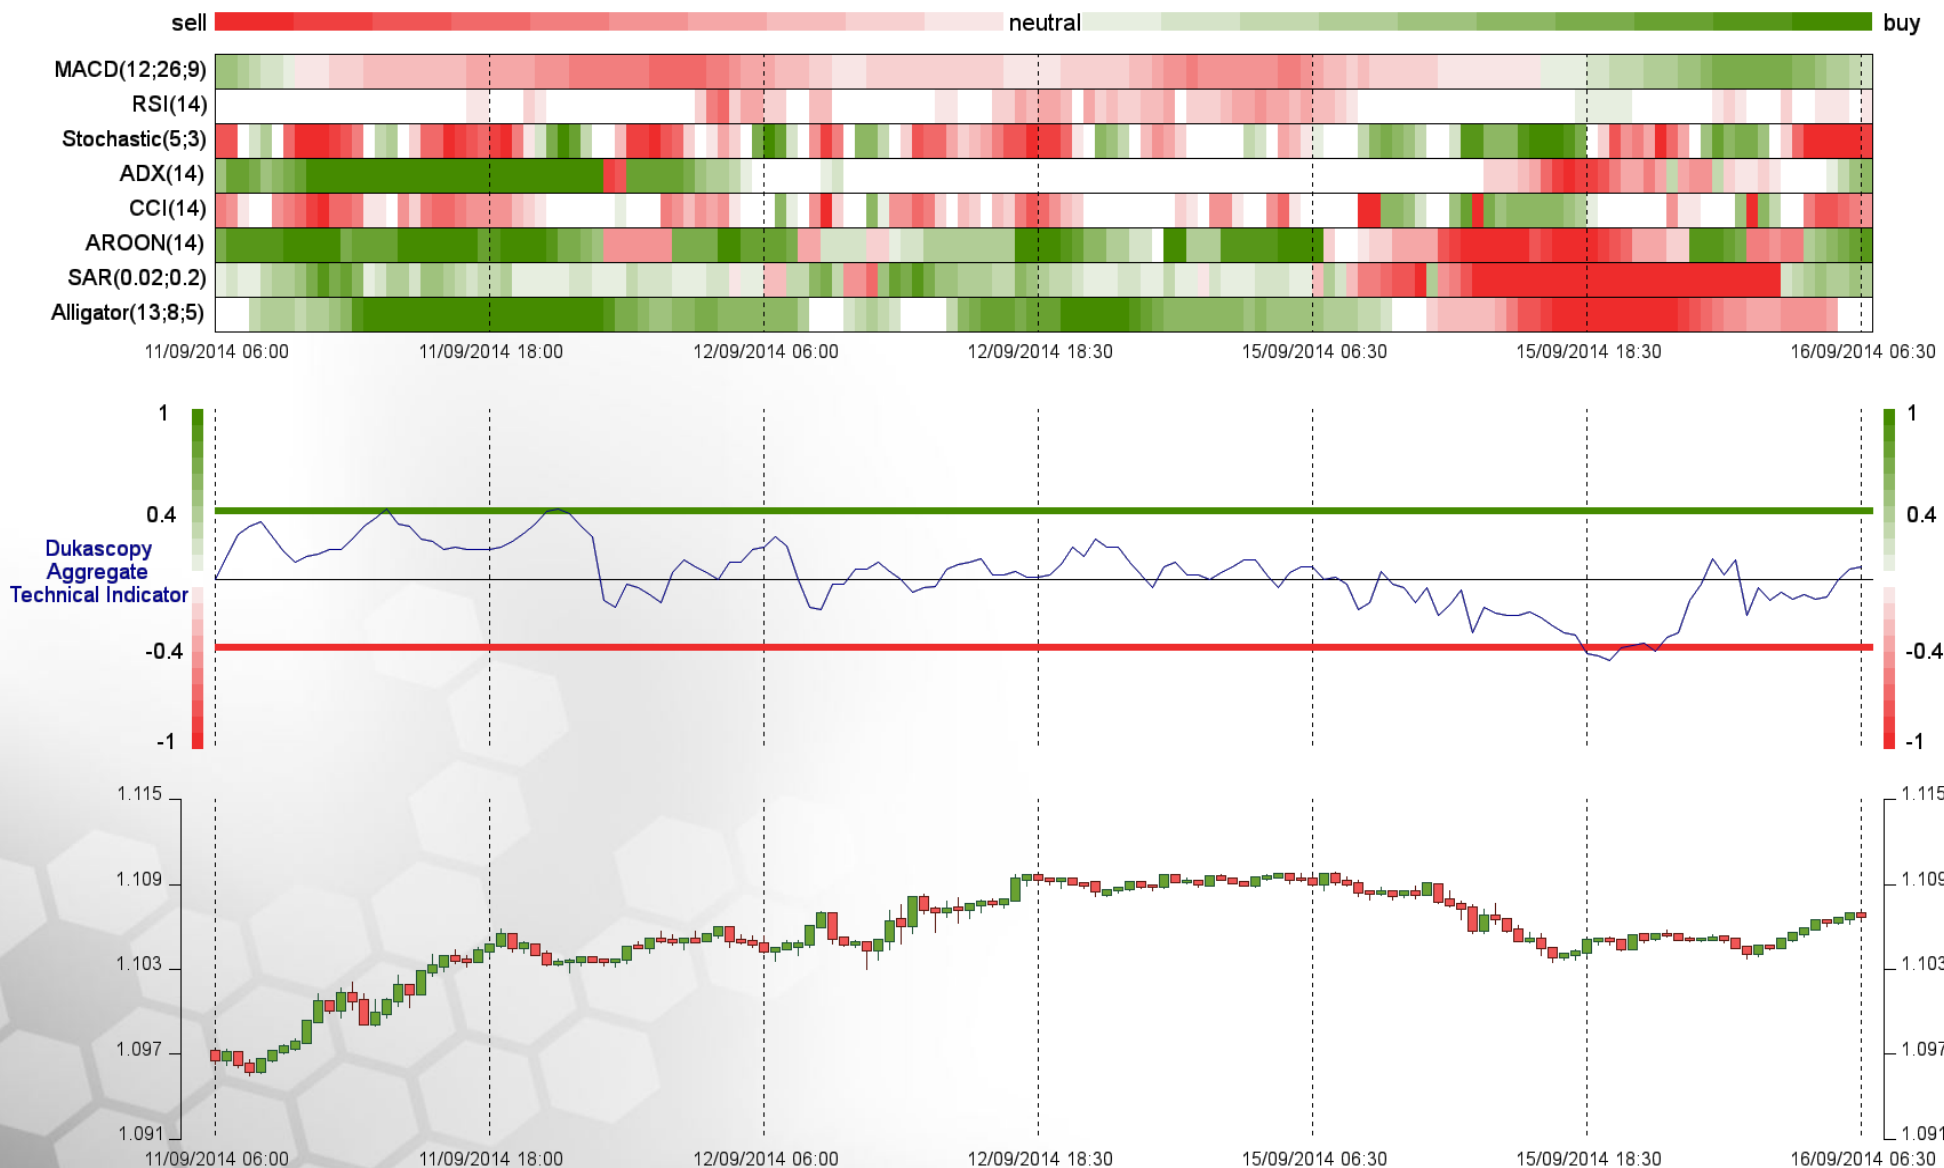 sell neutral buy
MACD(12;26;9)
RSI(14)
Stochastic(5;3)
ADX(14)
CCI(14)
AROON(14)
SAR(0.02;0.2)
Alligator(13;8;5)
11/09/2014 06:00 11/09/2014 18:00 12/09/2014 06:00 12/09/2014 18:30 15/09/2014 06:30 15/09/2014 18:30 16/09/2014 06:30
1 1
0.4 0.4
Dukascopy
Aggregate
Technical Indicator
-0.4 -0.4
-1 -1
1.115 1.115
1.109 1.109
1.103 1.103
1.097 1.097
1.091 1.091
11/09/2014 06:00 11/09/2014 18:00 12/09/2014 06:00 12/09/2014 18:30 15/09/2014 06:30 15/09/2014 18:30 16/09/2014 06:30